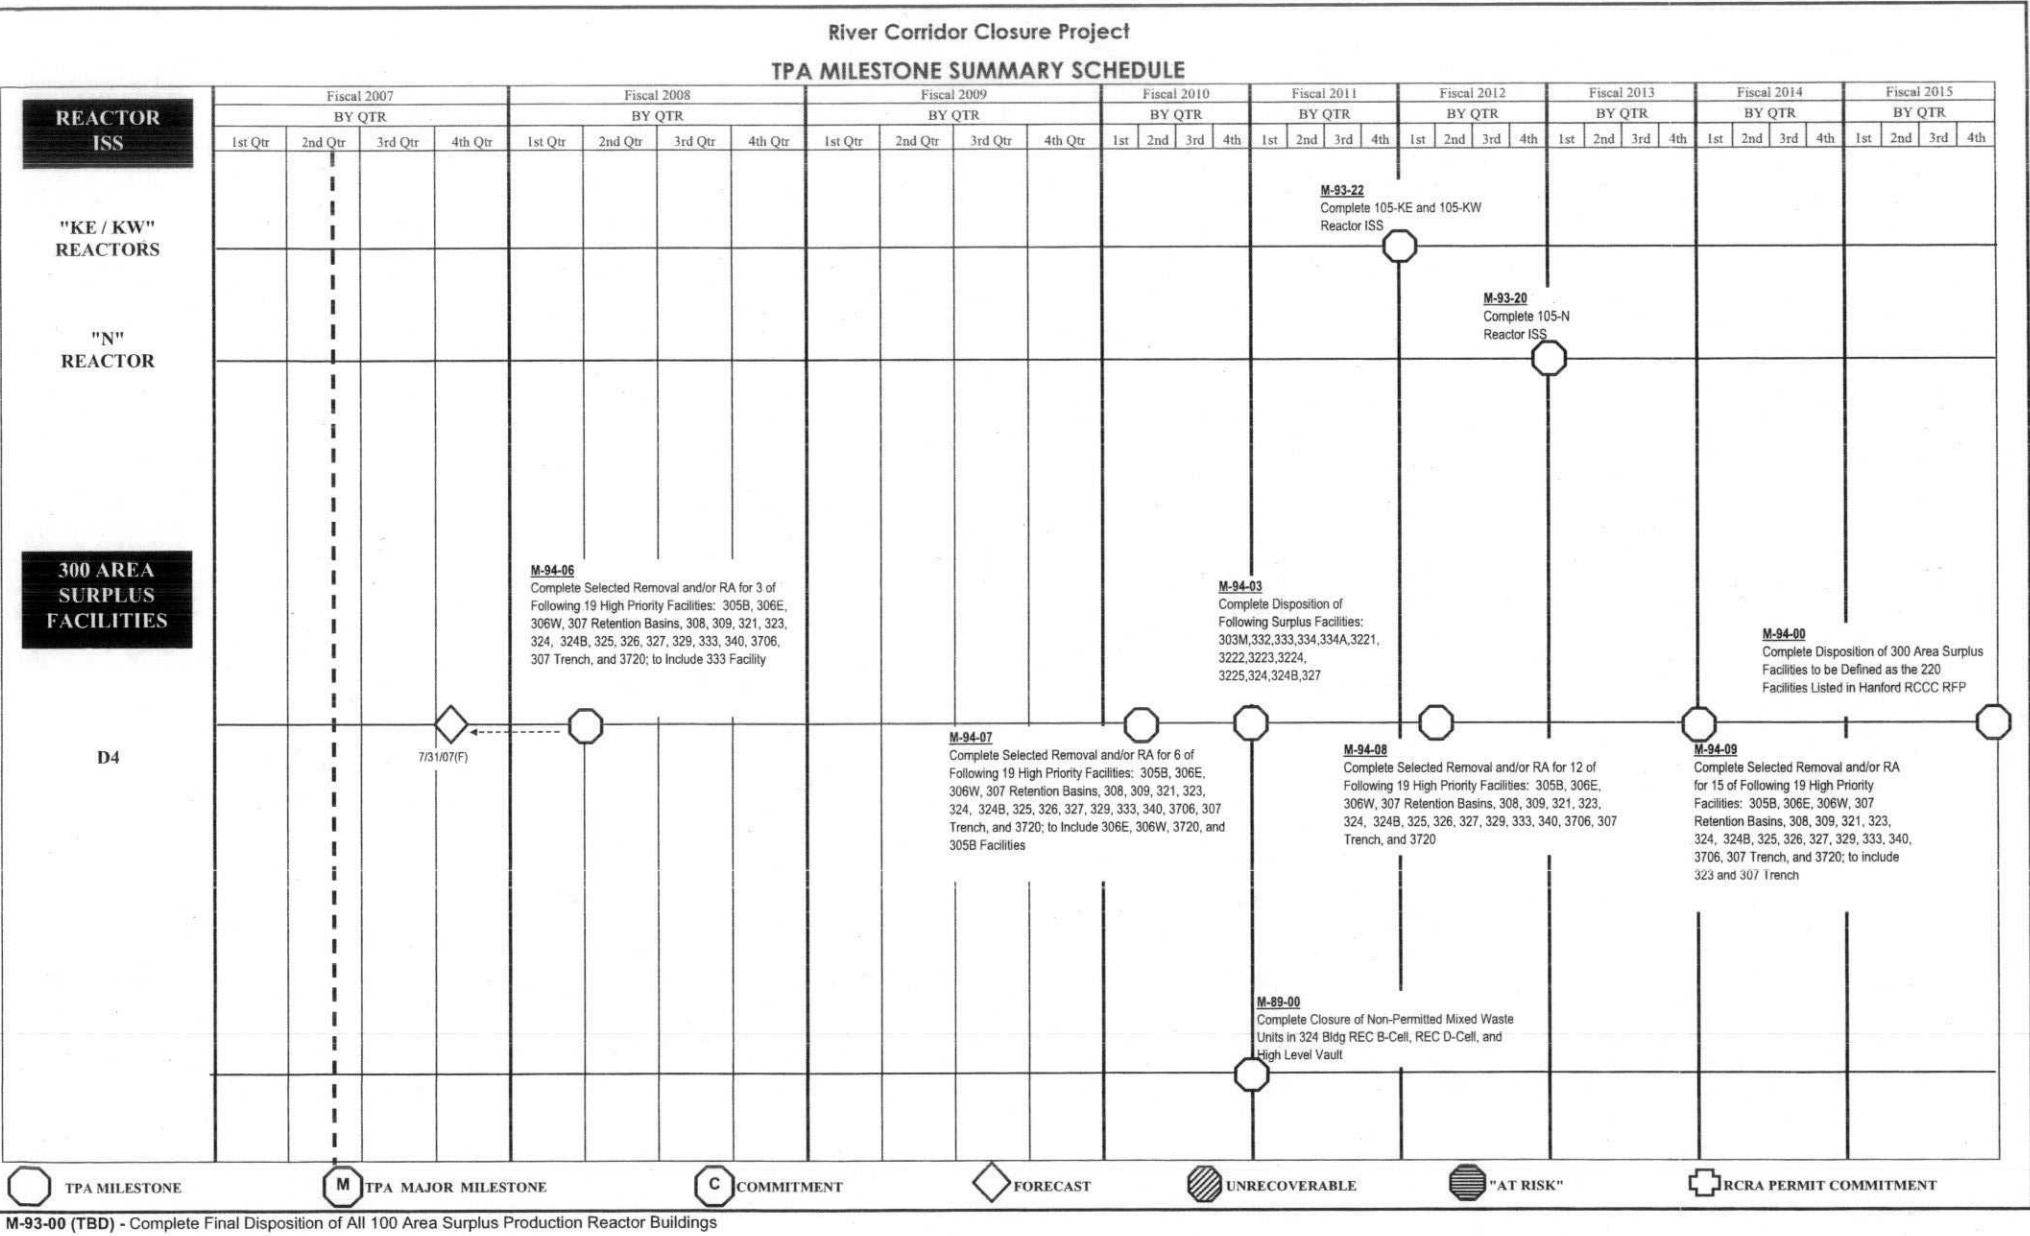 River Corridor Closure Project
TPA MILESTONE SUMMARY SCHEDULE
REACTOR
ISS
Fiscal 2007
Fiscal 2008
Fiscal 2009
Fiscal 2010
Fiscal 2011
Fiscal 2012
Fiscal 2013
Fiscal 2014
Fiscal 2015
BY QTR
BY QTR
BY QTR
BY QTR
BY QTR
BY QTR
BY QTR
BY QTR
BY QTR
1st Qtr 2nd Qtr 3rd Qtr 4th Qtr 1st Qtr 2nd Qtr 3rd Qtr 4th Qtr 1st Qtr 2nd Qtr 3rd Qtr 4th Qtr 1st 2nd 3rd 4th 1st 2nd 3rd 4th 1st 2nd 3rd 4th 1st 2nd 3rd 4th 1st 2nd 3rd 4th 1st 2nd 3rd 4th
"KE / KW"
REACTORS
M-93-22
Complete 105-KE and 105-KW
Reactor ISS
"N"
REACTOR
M-93-20
Complete 105-N
Reactor ISS
300 AREA
SURPLUS
FACILITIES
D4
M-94-06
Complete Selected Removal and/or RA for 3 of
Following 19 High Priority Facilities: 305B, 306E,
306W, 307 Retention Basins, 308, 309, 321, 323,
324, 324B, 325, 326, 327, 329, 333, 340, 3706,
307 Trench, and 3720; to Include 333 Facility
7/31/07(F)
M-94-07
Complete Selected Removal and/or RA for 6 of
Following 19 High Priority Facilities: 305B, 306E,
306W, 307 Retention Basins, 308, 309, 321, 323,
324, 324B, 325, 326, 327, 329, 333, 340, 3706, 307
Trench, and 3720; to Include 306E, 306W, 3720, and
305B Facilities
M-94-03
Complete Disposition of
Following Surplus Facilities:
303M,332,333,334,334A,3221,
3222,3223,3224,
3225,324,324B,327
M-94-08
Complete Selected Removal and/or RA for 12 of
Following 19 High Priority Facilities: 305B, 306E,
306W, 307 Retention Basins, 308, 309, 321, 323,
324, 324B, 325, 326, 327, 329, 333, 340, 3706, 307
Trench, and 3720
M-94-00
Complete Disposition of 300 Area Surplus
Facilities to be Defined as the 220
Facilities Listed in Hanford RCCC RFP
M-94-09
Complete Selected Removal and/or RA
for 15 of Following 19 High Priority
Facilities: 305B, 306E, 306W, 307
Retention Basins, 308, 309, 321, 323,
324, 324B, 325, 326, 327, 329, 333, 340,
3706, 307 Trench, and 3720; to include
323 and 307 Trench
M-89-00
Complete Closure of Non-Permitted Mixed Waste
Units in 324 Bldg REC B-Cell, REC D-Cell, and
High Level Vault
TPA MILESTONE
M TPA MAJOR MILESTONE
C COMMITMENT
FORECAST
UNRECOVERABLE
"AT RISK"
RCRA PERMIT COMMITMENT
M-93-00 (TBD) - Complete Final Disposition of All 100 Area Surplus Production Reactor Buildings